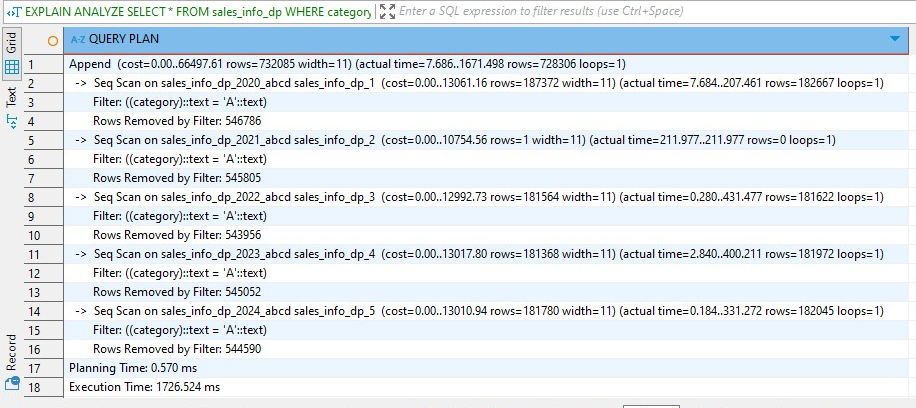 EXPLAIN ANALYZE SELECT * FROM sales_info_dp WHERE category
Enter a SQL expression to filter results (use Ctrl+Space)
Grid
Text
Record
A-Z QUERY PLAN
1 Append (cost=0.00..66497.61 rows=732085 width=11) (actual time=7.686..1671.498 rows=728306 loops=1)
2 -> Seq Scan on sales_info_dp_2020_abcd sales_info_dp_1 (cost=0.00..13061.16 rows=187372 width=11) (actual time=7.684..207.461 rows=182667 loops=1)
3 Filter: ((category)::text = 'A'::text)
4 Rows Removed by Filter: 546786
5 -> Seq Scan on sales_info_dp_2021_abcd sales_info_dp_2 (cost=0.00..10754.56 rows=1 width=11) (actual time=211.977..211.977 rows=0 loops=1)
6 Filter: ((category)::text = 'A'::text)
7 Rows Removed by Filter: 545805
8 -> Seq Scan on sales_info_dp_2022_abcd sales_info_dp_3 (cost=0.00..12992.73 rows=181564 width=11) (actual time=0.280..431.477 rows=181622 loops=1)
9 Filter: ((category)::text = 'A'::text)
10 Rows Removed by Filter: 543956
11 -> Seq Scan on sales_info_dp_2023_abcd sales_info_dp_4 (cost=0.00..13017.80 rows=181368 width=11) (actual time=2.840..400.211 rows=181972 loops=1)
12 Filter: ((category)::text = 'A'::text)
13 Rows Removed by Filter: 545052
14 -> Seq Scan on sales_info_dp_2024_abcd sales_info_dp_5 (cost=0.00..13010.94 rows=181780 width=11) (actual time=0.184..331.272 rows=182045 loops=1)
15 Filter: ((category)::text = 'A'::text)
16 Rows Removed by Filter: 544590
17 Planning Time: 0.570 ms
18 Execution Time: 1726.524 ms